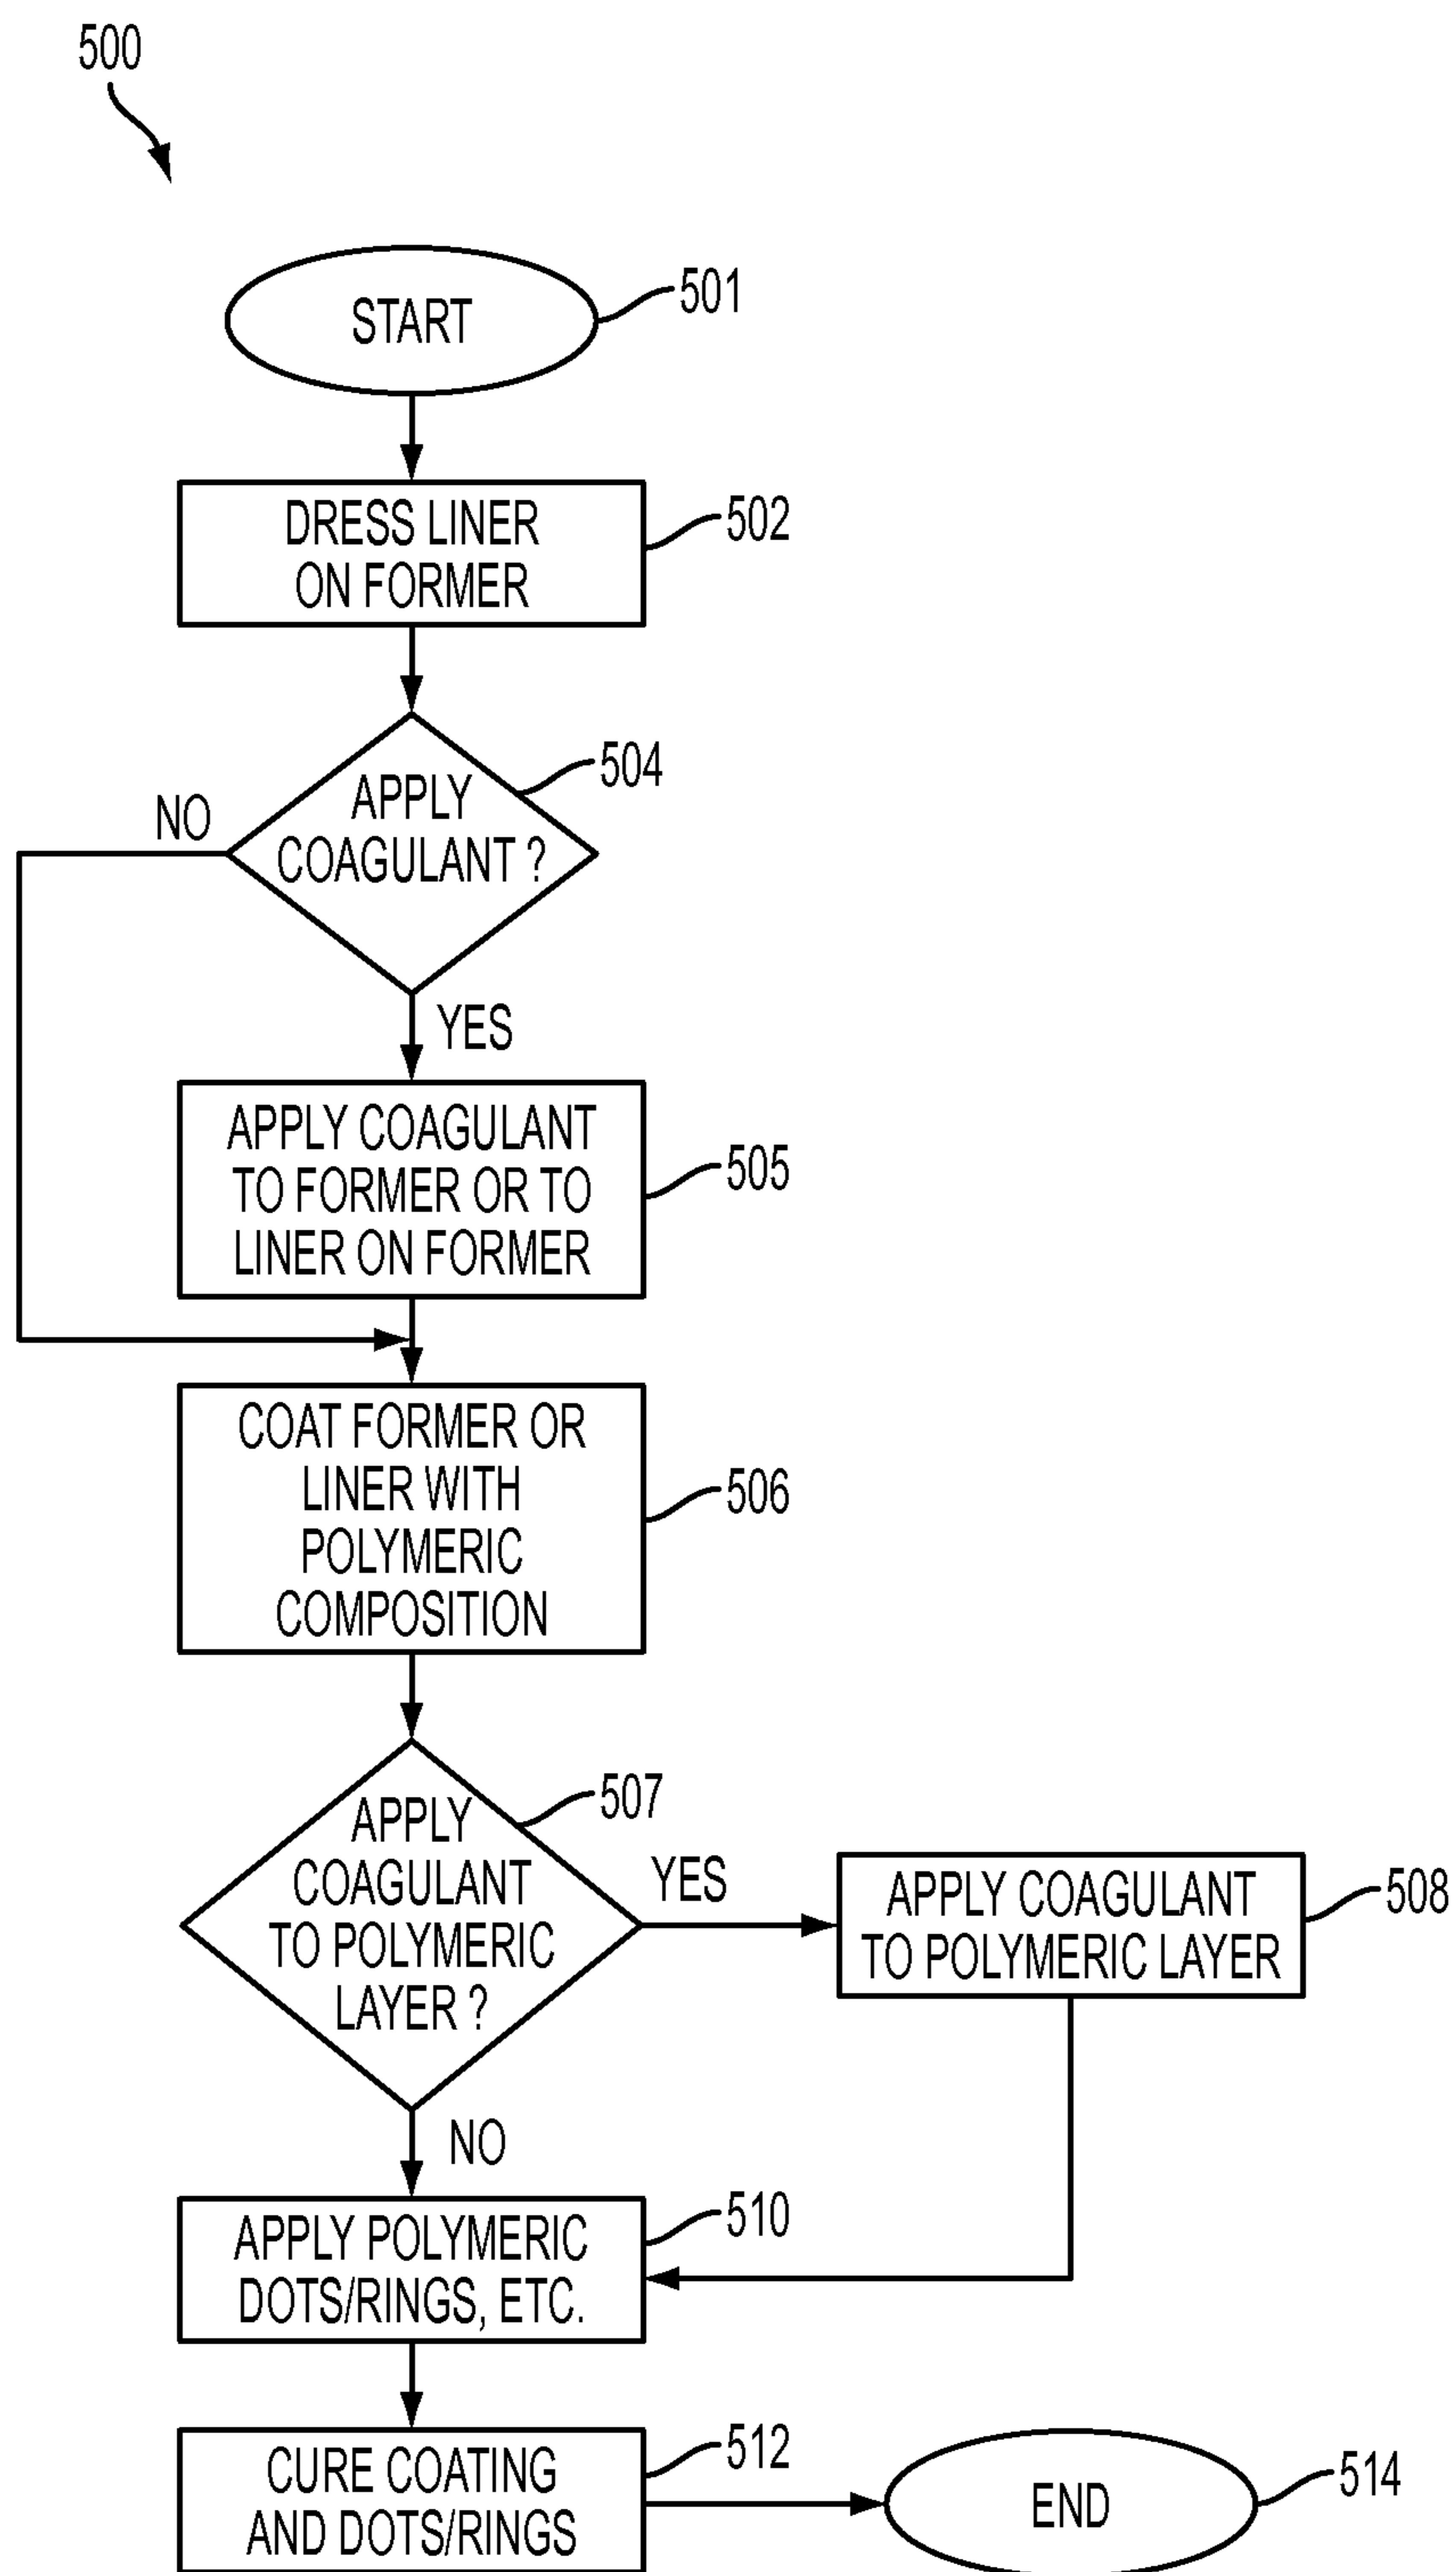 500
START
501
DRESS LINER
ON FORMER
502
APPLY
COAGULANT ?
504
NO
YES
APPLY COAGULANT
TO FORMER OR TO
LINER ON FORMER
505
COAT FORMER OR
LINER WITH
POLYMERIC
COMPOSITION
506
APPLY
COAGULANT
TO POLYMERIC
LAYER ?
507
YES
APPLY COAGULANT
TO POLYMERIC LAYER
508
NO
APPLY POLYMERIC
DOTS/RINGS, ETC.
510
CURE COATING
AND DOTS/RINGS
512
END
514